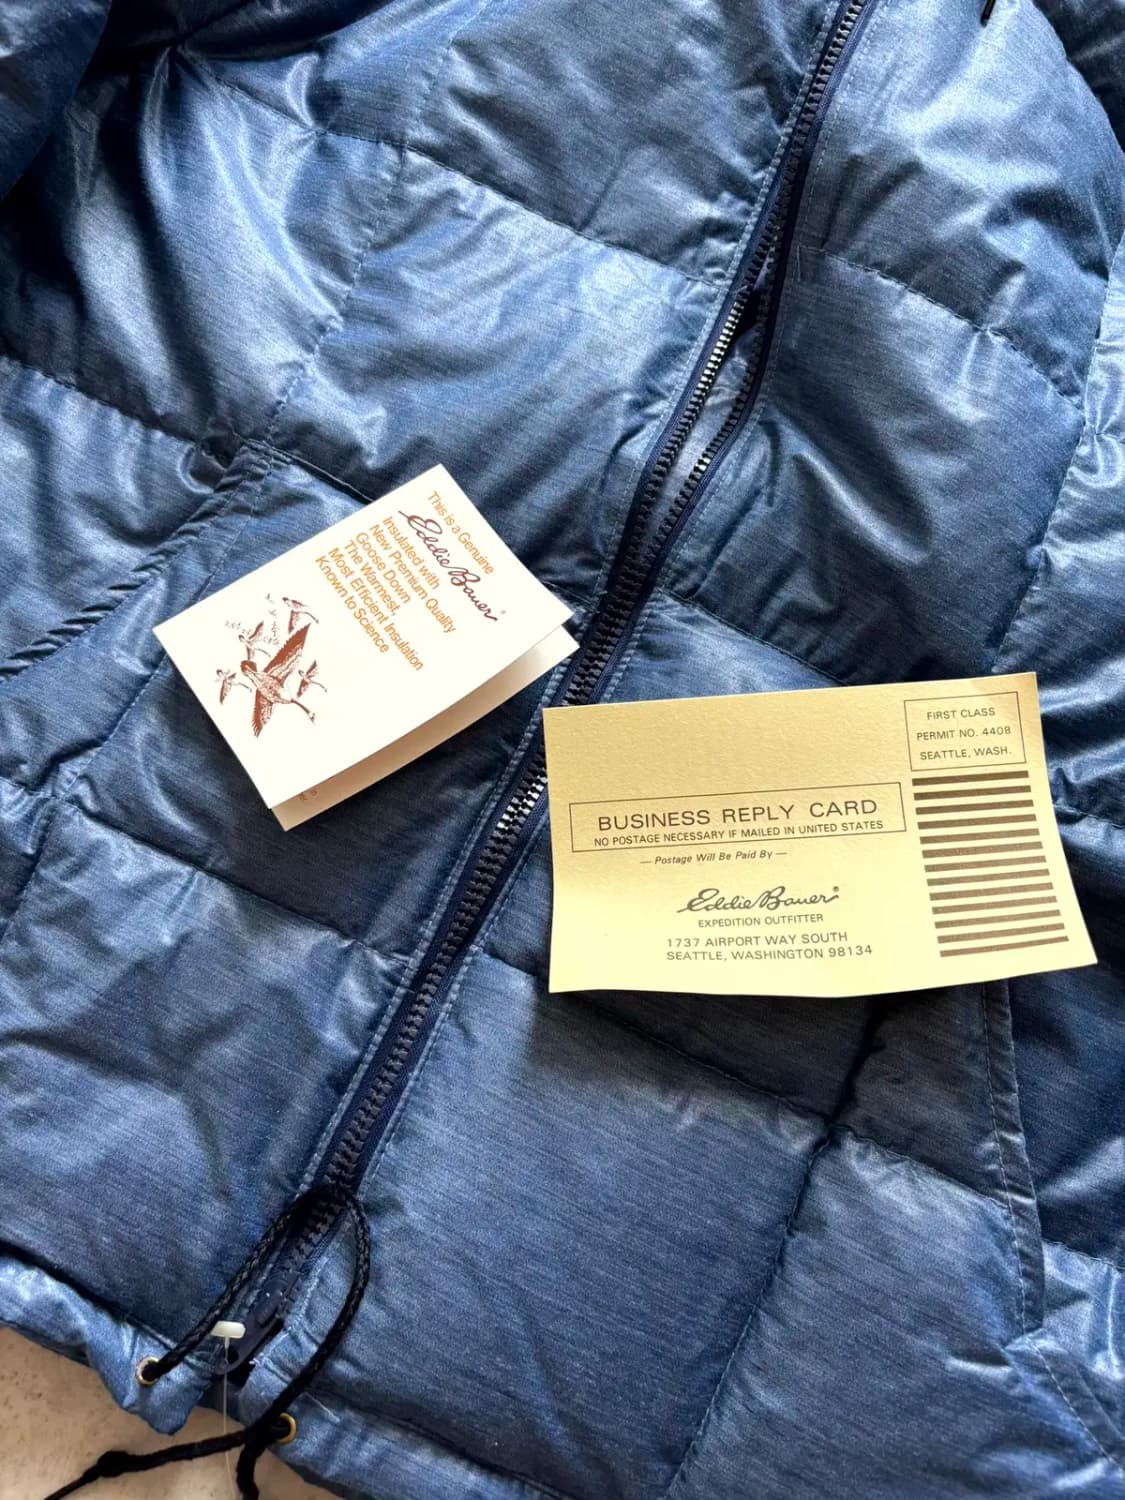 This is a Genuine
Eddie Bauer®
Insulated with
New Premium Quality
Goose Down
The Warmest,
Most Efficient Insulation
Known to Science
FIRST CLASS
PERMIT NO. 4408
SEATTLE, WASH.
BUSINESS REPLY CARD
NO POSTAGE NECESSARY IF MAILED IN UNITED STATES
— Postage Will Be Paid By —
Eddie Bauer®
EXPEDITION OUTFITTER
1737 AIRPORT WAY SOUTH
SEATTLE, WASHINGTON 98134